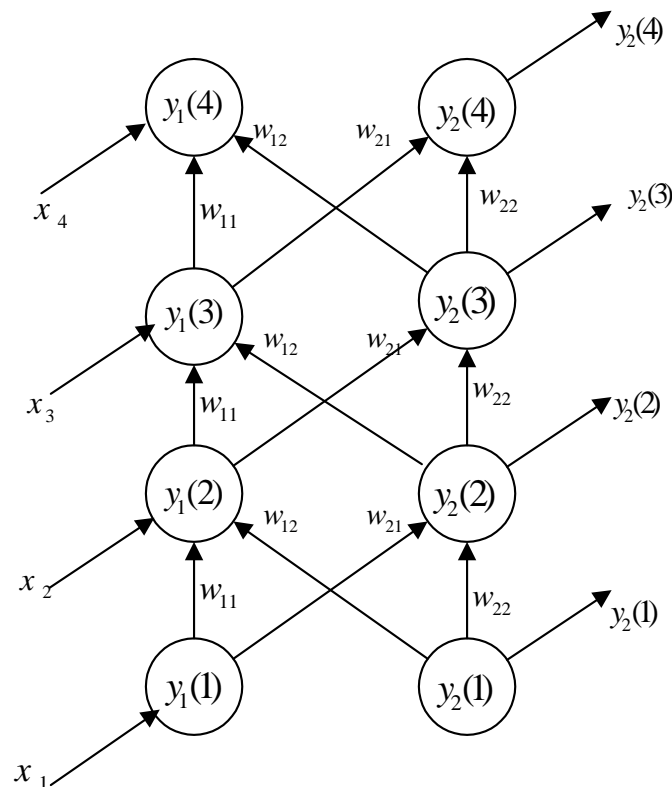 y₂(4)
y₁(4) y₂(4)
w₁₂ w₂₁
x₄ w₁₁ w₂₂ y₂(3)
y₁(3) y₂(3)
w₁₂ w₂₁
x₃ w₁₁ w₂₂ y₂(2)
y₁(2) y₂(2)
w₁₂ w₂₁
x₂ w₁₁ w₂₂ y₂(1)
y₁(1) y₂(1)
x₁